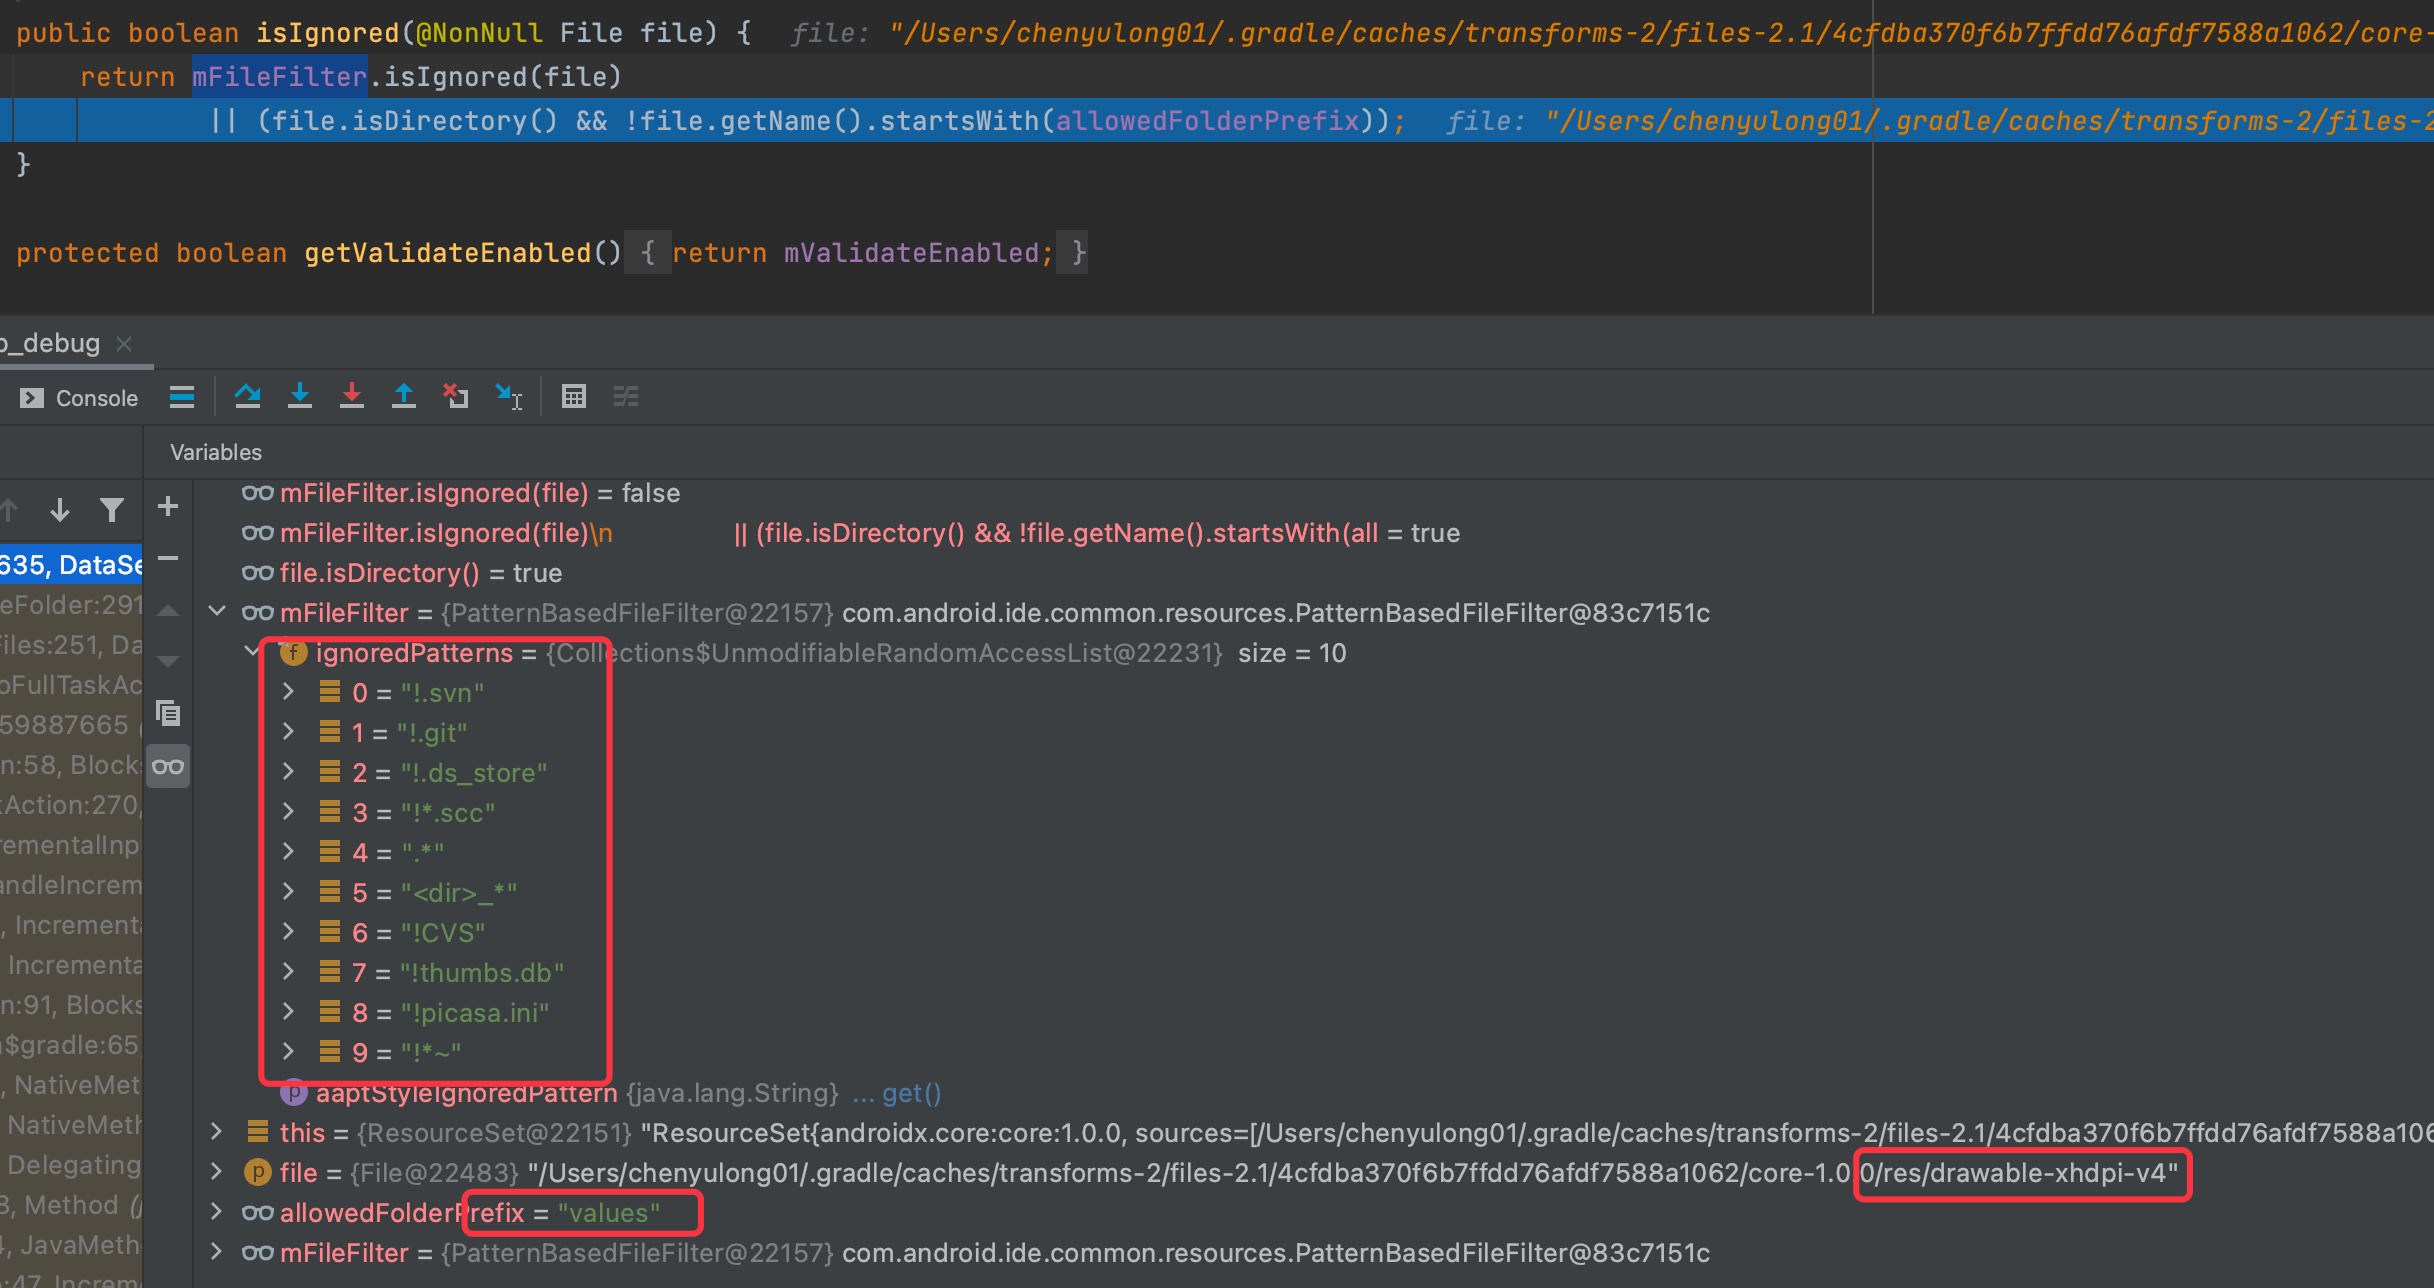 public boolean isIgnored(@NonNull File file) {   file: "/Users/chenyulong01/.gradle/caches/transforms-2/files-2.1/4cfdba370f6b7ffdd76afdf7588a1062/core-
return mFileFilter.isIgnored(file)
|| (file.isDirectory() && !file.getName().startsWith(allowedFolderPrefix));   file: "/Users/chenyulong01/.gradle/caches/transforms-2/files-2
}
protected boolean getValidateEnabled() { return mValidateEnabled; }
_debug
Console
Variables
mFileFilter.isIgnored(file) = false
mFileFilter.isIgnored(file)\n || (file.isDirectory() && !file.getName().startsWith(all = true
635, DataSe
file.isDirectory() = true
eFolder:291
mFileFilter = {PatternBasedFileFilter@22157} com.android.ide.common.resources.PatternBasedFileFilter@83c7151c
iles:251, Da
ignoredPatterns = {Collections$UnmodifiableRandomAccessList@22231} size = 10
oFullTaskAc
0 = "!.svn"
59887665 (
1 = "!.git"
n:58, Blocks
2 = "!.ds_store"
Action:270,
3 = "!*.scc"
rementalInp
4 = ".*"
andleIncrem
5 = "<dir>_*"
, Incrementa
6 = "!CVS"
Incrementa
7 = "!thumbs.db"
n:91, Blocks
8 = "!picasa.ini"
$gradle:65
9 = "!*~"
, NativeMet
aaptStyleIgnoredPattern {java.lang.String} ... get()
NativeMeth
this = {ResourceSet@22151} "ResourceSet{androidx.core:core:1.0.0, sources=[/Users/chenyulong01/.gradle/caches/transforms-2/files-2.1/4cfdba370f6b7ffdd76afdf7588a106
Delegating
file = {File@22483} "/Users/chenyulong01/.gradle/caches/transforms-2/files-2.1/4cfdba370f6b7ffdd76afdf7588a1062/core-1.0.0/res/drawable-xhdpi-v4"
3, Method (
allowedFolderPrefix = "values"
, JavaMeth
mFileFilter = {PatternBasedFileFilter@22157} com.android.ide.common.resources.PatternBasedFileFilter@83c7151c
:47, Increm